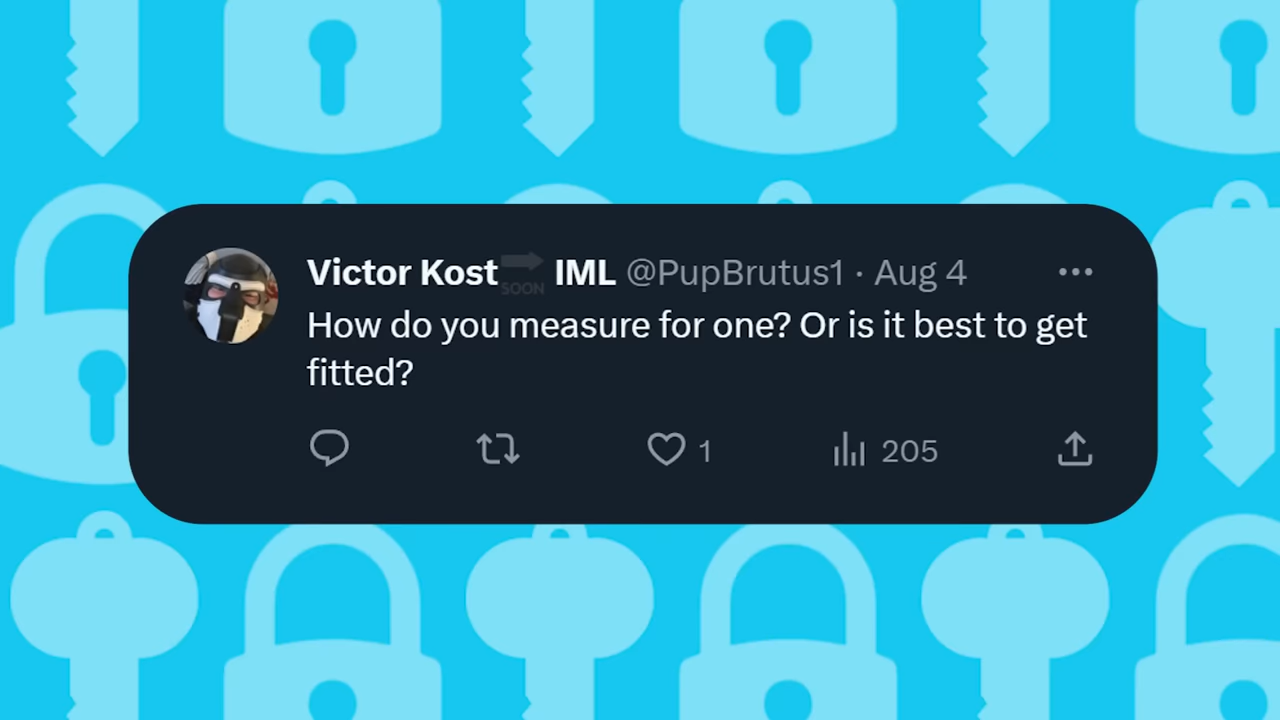 Victor Kost SOON IML @PupBrutus1 · Aug 4
How do you measure for one? Or is it best to get
fitted?
1 205